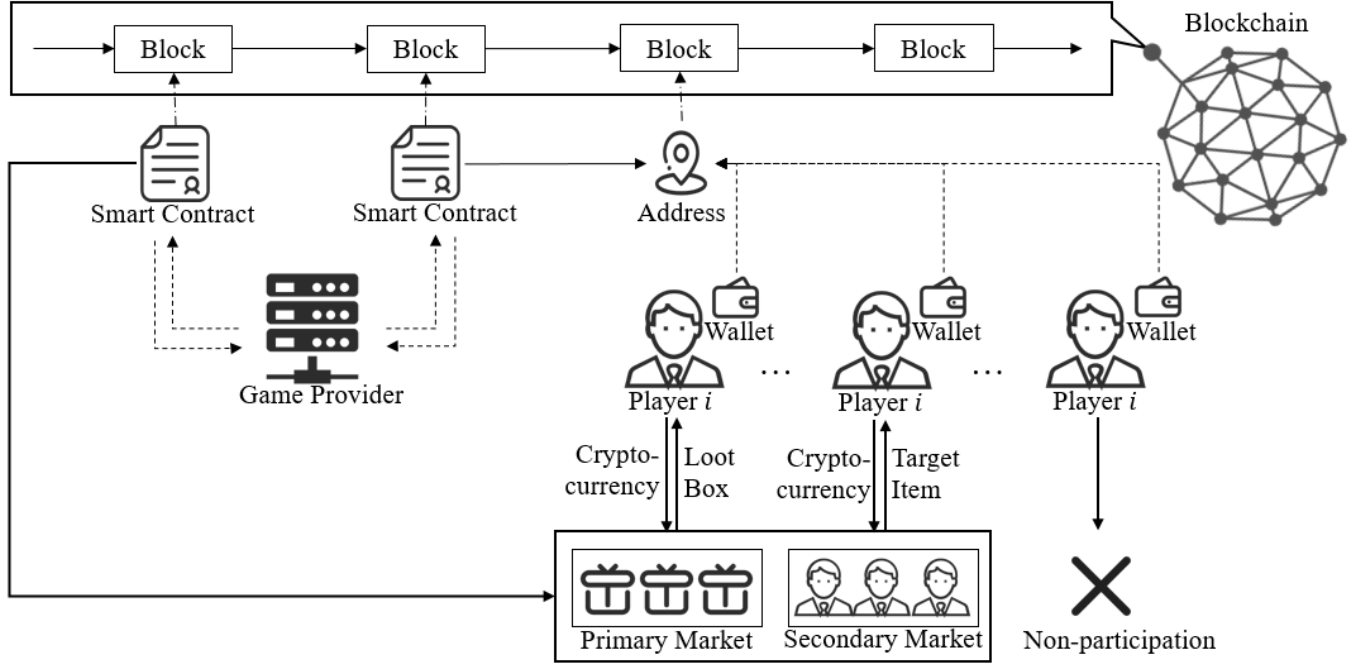 Blockchain
Block
Block
Block
Block
Smart Contract
Smart Contract
Address
Wallet
Wallet
Wallet
Game Provider
Player i
...
Player i
...
Player i
Crypto-
currency
Loot
Box
Crypto-
currency
Target
Item
Primary Market
Secondary Market
Non-participation